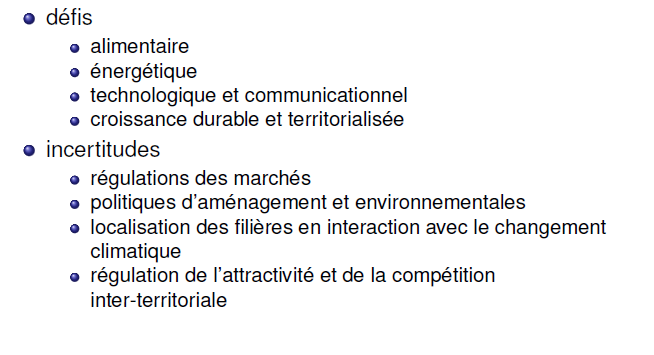 défis
alimentaire
énergétique
technologique et communicationnel
croissance durable et territorialisée
incertitudes
régulations des marchés
politiques d'aménagement et environnementales
localisation des filières en interaction avec le changement
climatique
régulation de l'attractivité et de la compétition
inter-territoriale